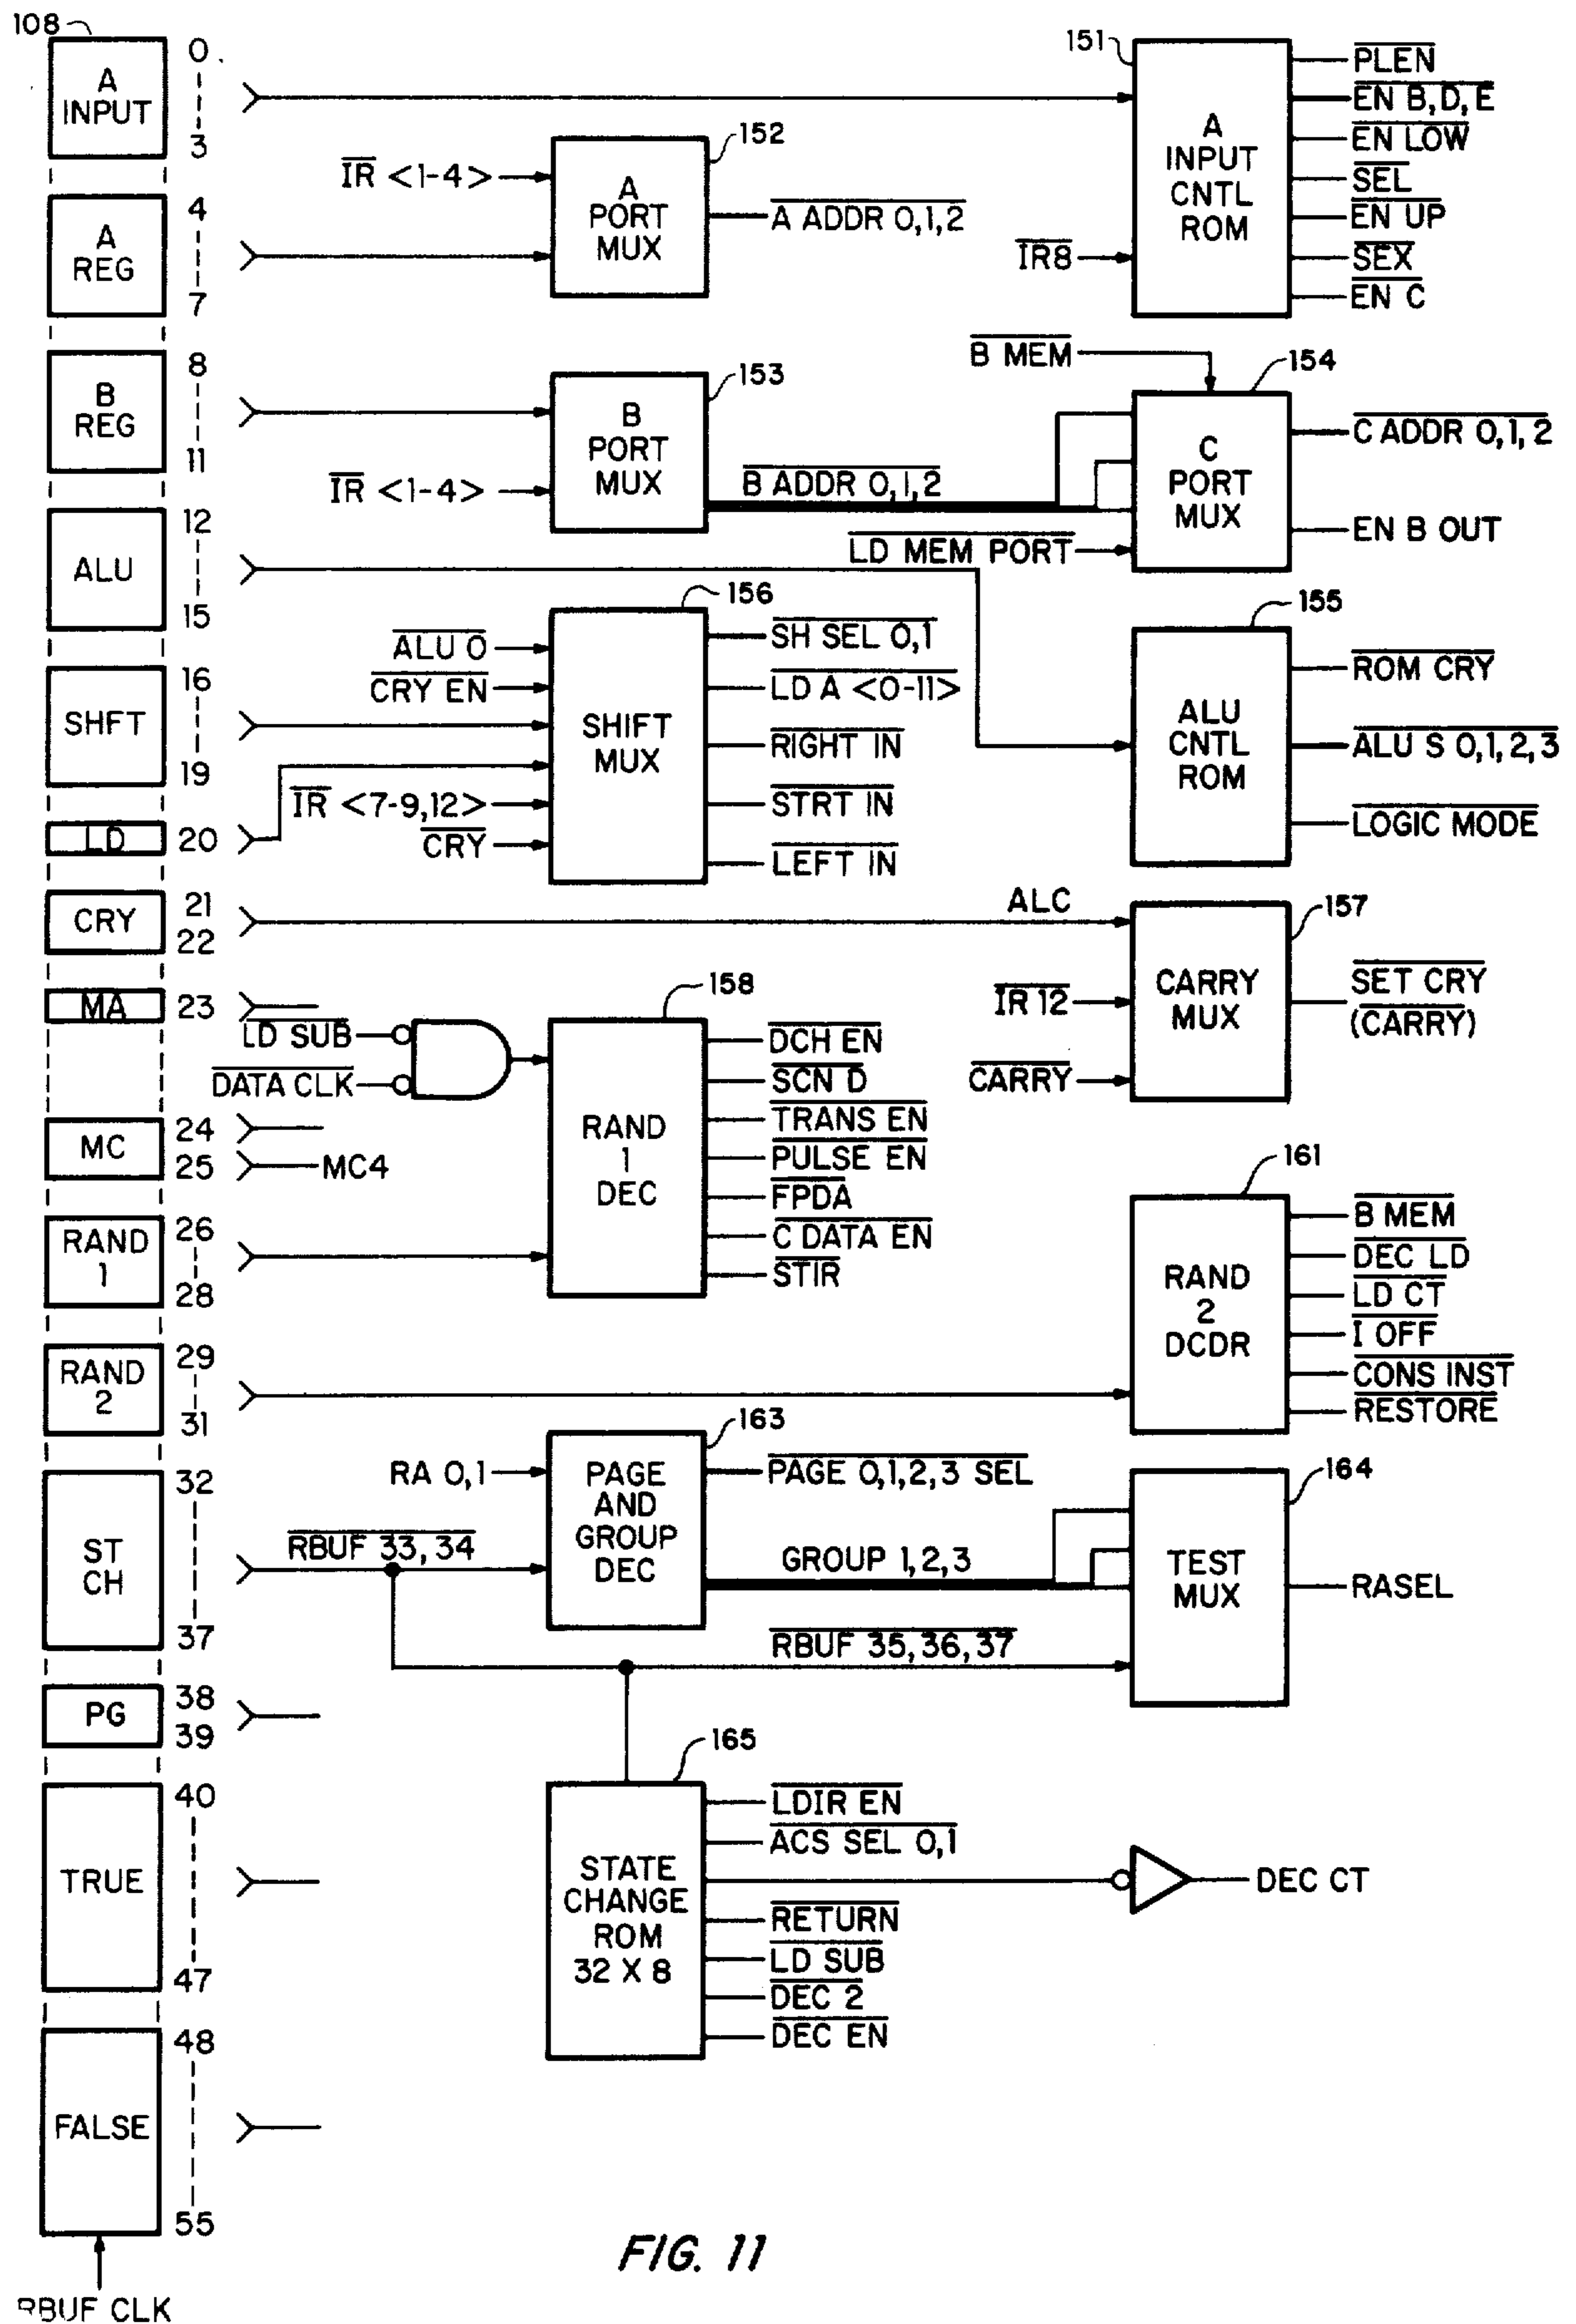 108
A
INPUT
0
3
A
REG
4
7
B
REG
8
11
ALU
12
15
SHFT
16
19
LD
20
CRY
21
22
MA
23
MC
24
25
MC4
RAND
1
26
28
RAND
2
29
31
ST
CH
32
37
PG
38
39
TRUE
40
47
FALSE
48
55
RBUF CLK
151
A
INPUT
CNTL
ROM
IR8
PLEN
EN B,D,E
EN LOW
SEL
EN UP
SEX
EN C
152
IR <1-4>
A
PORT
MUX
A ADDR 0,1,2
153
B
PORT
MUX
IR <1-4>
B ADDR 0,1,2
B MEM
154
C
PORT
MUX
LD MEM PORT
C ADDR 0,1,2
EN B OUT
155
ALU
CNTL
ROM
ROM CRY
ALU S 0,1,2,3
LOGIC MODE
156
ALU 0
CRY EN
IR <7-9,12>
CRY
SHIFT
MUX
SH SEL 0,1
LD A <0-11>
RIGHT IN
STRT IN
LEFT IN
157
ALC
IR 12
CARRY
CARRY
MUX
SET CRY
(CARRY)
158
LD SUB
DATA CLK
RAND
1
DEC
DCH EN
SCN D
TRANS EN
PULSE EN
FPDA
C DATA EN
STIR
161
RAND
2
DCDR
B MEM
DEC LD
LD CT
I OFF
CONS INST
RESTORE
163
RA 0,1
RBUF 33,34
PAGE
AND
GROUP
DEC
PAGE 0,1,2,3 SEL
GROUP 1,2,3
RBUF 35,36,37
164
TEST
MUX
RASEL
165
STATE
CHANGE
ROM
32 X 8
LDIR EN
ACS SEL 0,1
DEC CT
RETURN
LD SUB
DEC 2
DEC EN
FIG. 11